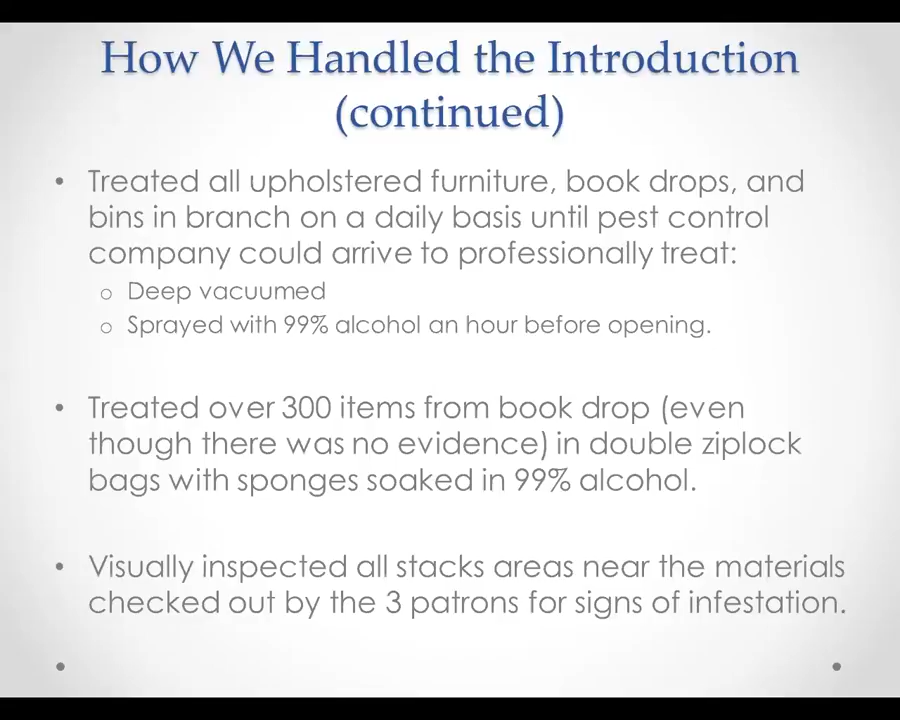 How We Handled the Introduction
(continued)
• Treated all upholstered furniture, book drops, and
bins in branch on a daily basis until pest control
company could arrive to professionally treat:
o Deep vacuumed
o Sprayed with 99% alcohol an hour before opening.
• Treated over 300 items from book drop (even
though there was no evidence) in double ziplock
bags with sponges soaked in 99% alcohol.
• Visually inspected all stacks areas near the materials
checked out by the 3 patrons for signs of infestation.